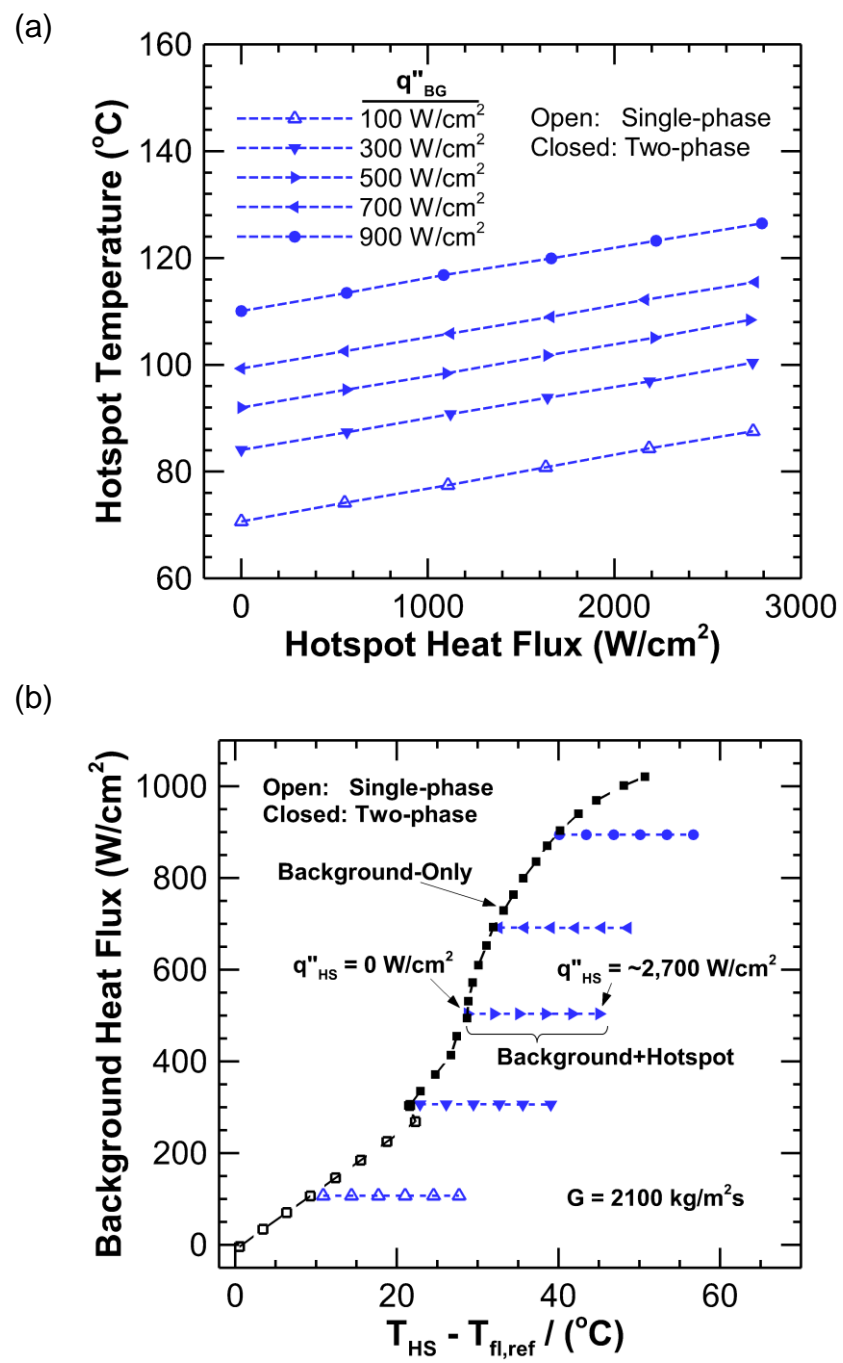 (a)
160
140
120
100
80
60
Hotspot Temperature (°C)
q"BG
100 W/cm²
300 W/cm²
500 W/cm²
700 W/cm²
900 W/cm²
Open: Single-phase
Closed: Two-phase
0 1000 2000 3000
Hotspot Heat Flux (W/cm²)
(b)
1000
800
600
400
200
0
Background Heat Flux (W/cm²)
Open: Single-phase
Closed: Two-phase
Background-Only
q"HS = 0 W/cm²
q"HS = ~2,700 W/cm²
Background+Hotspot
G = 2100 kg/m²s
0 20 40 60
THS - Tfl,ref / (°C)